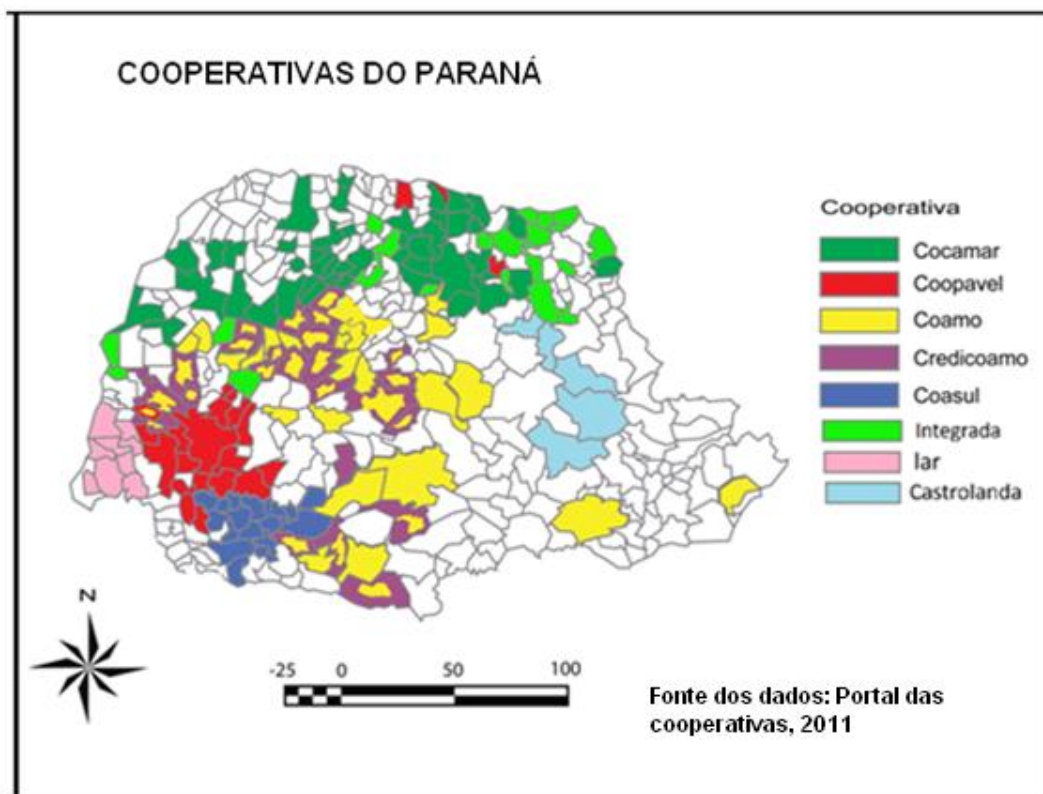 COOPERATIVAS DO PARANÁ
Cooperativa
Cocamar
Coopavel
Coamo
Credicoamo
Coasul
Integrada
lar
Castrolanda
N
-25 0 50 100
Fonte dos dados: Portal das
cooperativas, 2011